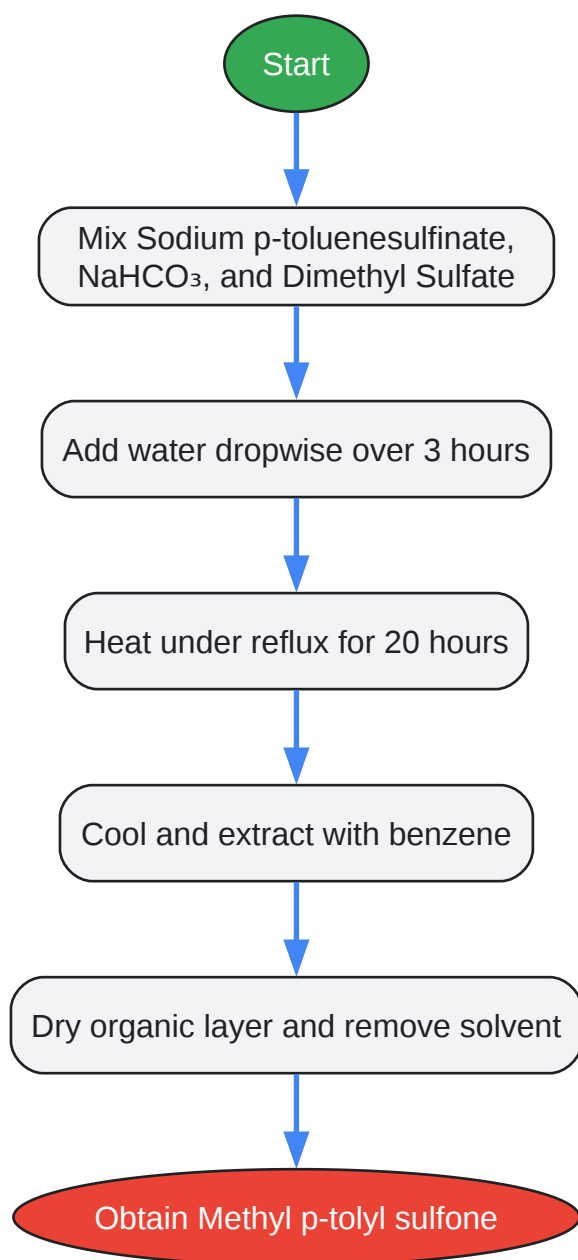 Start
Mix Sodium p-toluenesulfinate,
NaHCO₃, and Dimethyl Sulfate
Add water dropwise over 3 hours
Heat under reflux for 20 hours
Cool and extract with benzene
Dry organic layer and remove solvent
Obtain Methyl p-tolyl sulfone